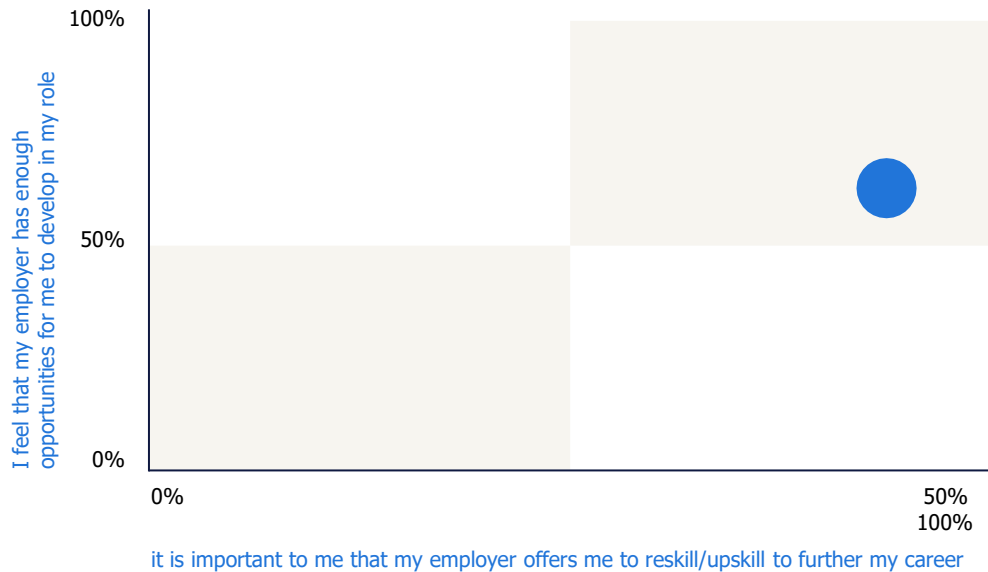 100%
I feel that my employer has enough
opportunities for me to develop in my role
50%
0%
0%
50%
100%
it is important to me that my employer offers me to reskill/upskill to further my career